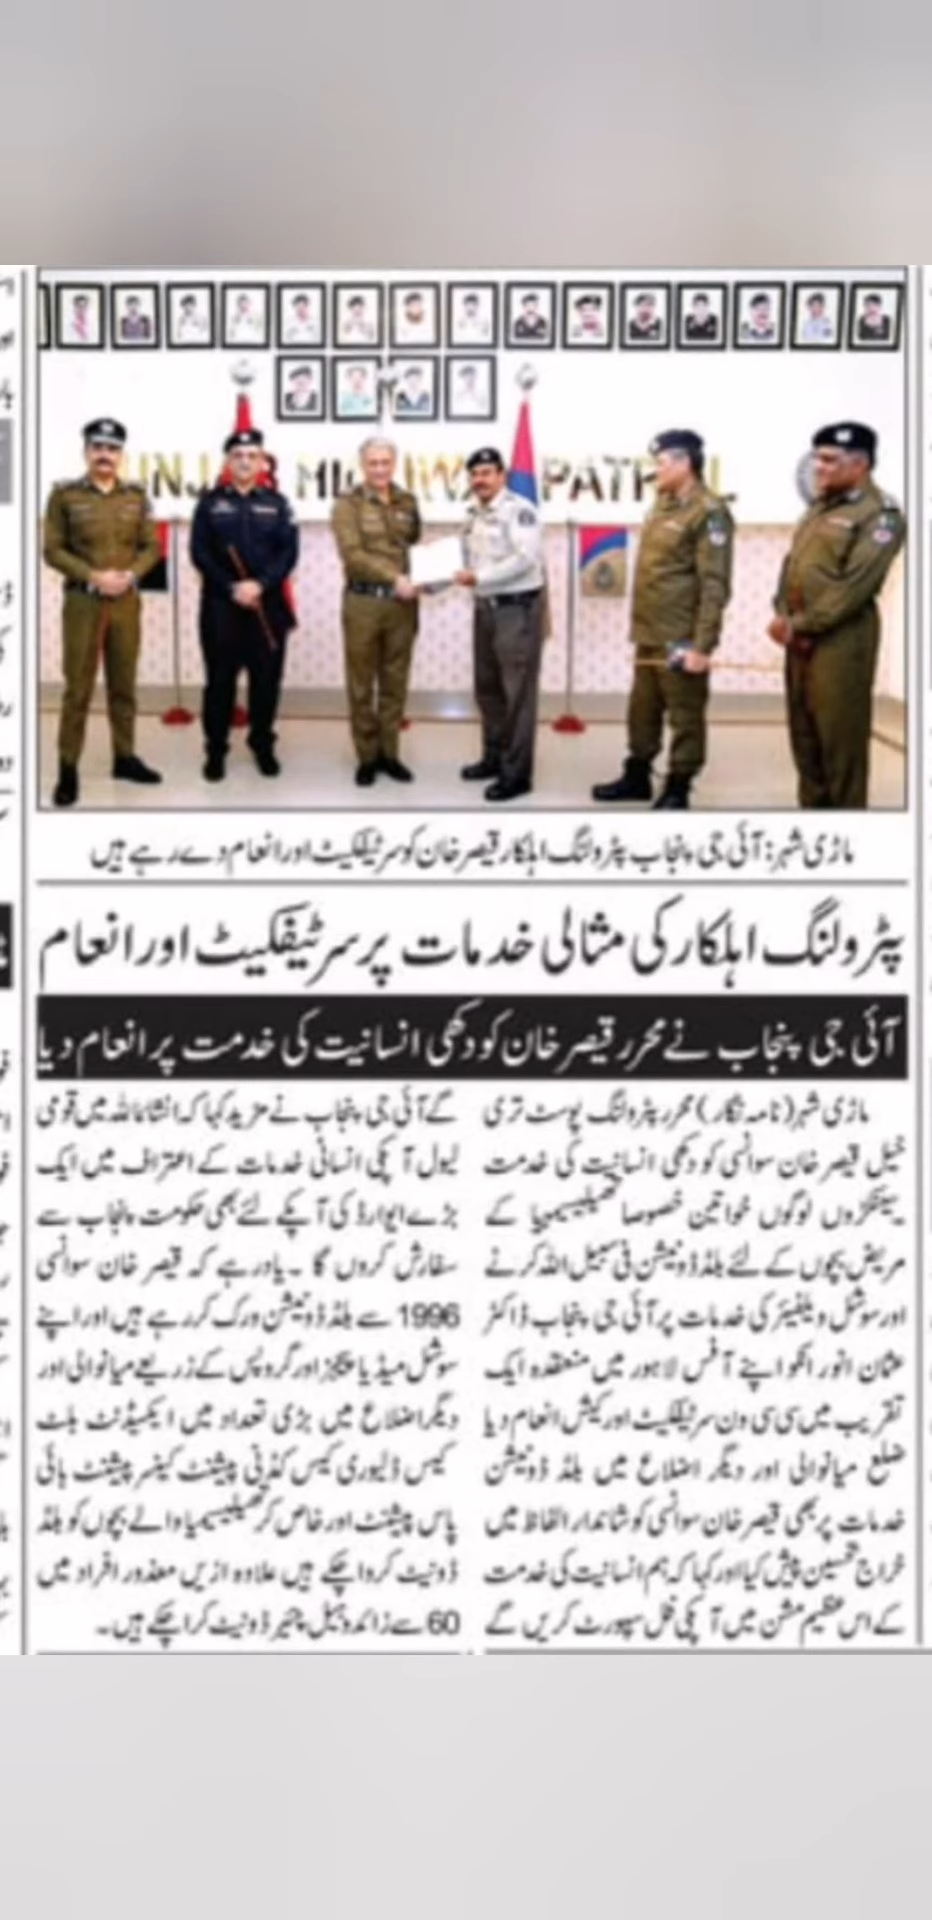 PUNJAB HIGHWAY PATROL
ماڑی شہر: آئی جی پنجاب پٹرولنگ اہلکار قیصر خان کو سرٹیفکیٹ اور انعام دے رہے ہیں
پٹرولنگ اہلکار کی مثالی خدمات پر سرٹیفکیٹ اور انعام
آئی جی پنجاب نے محرر قیصر خان کو دکھی انسانیت کی خدمت پر انعام دیا
ماڑی شہر (نامہ نگار) محرر پٹرولنگ پوسٹ تری
خیل قیصر خان سوانسی کو دکھی انسانیت کی خدمت
سینکڑوں لوگوں خواتین خصوصا تھیلیسیمیا کے
مریض بچوں کے لئے بلڈ ڈونیشن فی سبیل اللہ کرنے
اور سوشل ویلفیئر کی خدمات پر آئی جی پنجاب ڈاکٹر
عثمان انور انکو اپنے آفس لاہور میں منعقدہ ایک
تقریب میں سی سی ون سرٹیفکیٹ اور کیش انعام دیا
ضلع میانوالی اور دیگر اضلاع میں بلڈ ڈونیشن
خدمات پر بھی قیصر خان سوانسی کو شاندار الفاظ میں
خراج تحسین پیش کیا اور کہا کہ ہم انسانیت کی خدمت
کے اس عظیم مشن میں آپکی فل سپورٹ کریں گے
گے آئی جی پنجاب نے مزید کہا کہ انشاءاللہ میں قومی
لیول آپکی انسانی خدمات کے اعتراف میں ایک
بڑے ایوارڈ کی آپکے لئے بھی حکومت پنجاب سے
سفارش کروں گا ۔ یاد رہے کہ قیصر خان سوانسی
1996 سے بلڈ ڈونیشن ورک کر رہے ہیں اور اپنے
سوشل میڈیا پیجز اور گروپس کے زریعے میانوالی اور
دیگر اضلاع میں بڑی تعداد میں ایکسیڈنٹ بلٹ
کیس ڈلیوری کیس کڈنی پیشنٹ کینسر پیشنٹ بائی
پاس پیشنٹ اور خاص کر تھیلیسیمیا والے بچوں کو بلڈ
ڈونیٹ کروا چکے ہیں علاوہ ازیں معذور افراد میں
60 سے زائد وہیل چئیر ڈونیٹ کرا چکے ہیں۔